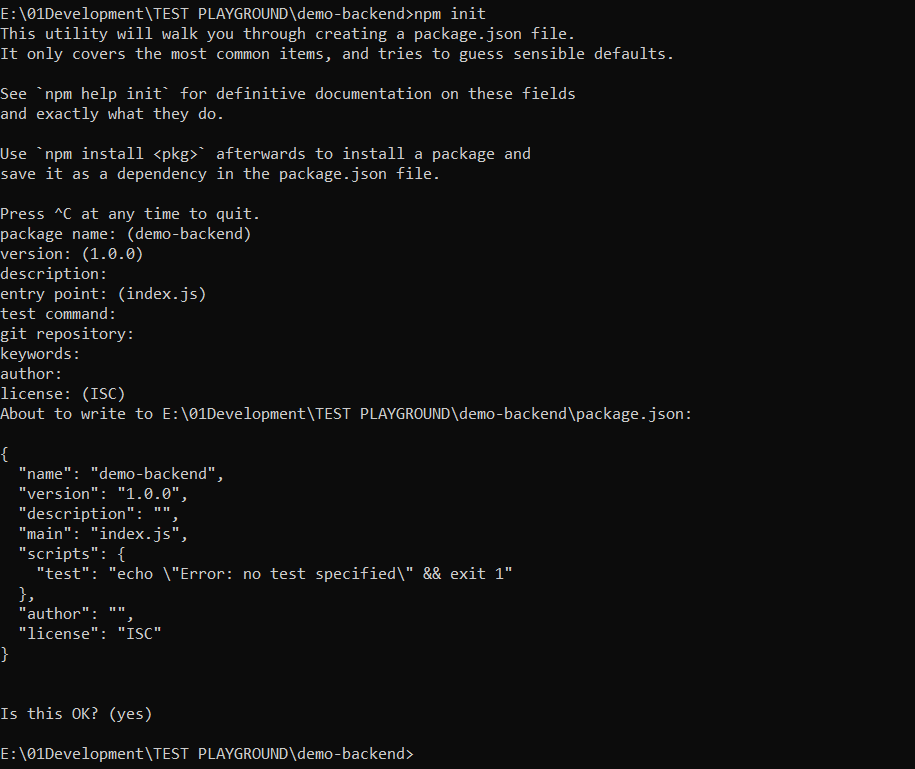 E:\01Development\TEST PLAYGROUND\demo-backend>npm init
This utility will walk you through creating a package.json file.
It only covers the most common items, and tries to guess sensible defaults.

See `npm help init` for definitive documentation on these fields
and exactly what they do.

Use `npm install <pkg>` afterwards to install a package and
save it as a dependency in the package.json file.

Press ^C at any time to quit.
package name: (demo-backend)
version: (1.0.0)
description:
entry point: (index.js)
test command:
git repository:
keywords:
author:
license: (ISC)
About to write to E:\01Development\TEST PLAYGROUND\demo-backend\package.json:

{
  "name": "demo-backend",
  "version": "1.0.0",
  "description": "",
  "main": "index.js",
  "scripts": {
    "test": "echo \"Error: no test specified\" && exit 1"
  },
  "author": "",
  "license": "ISC"
}


Is this OK? (yes)

E:\01Development\TEST PLAYGROUND\demo-backend>